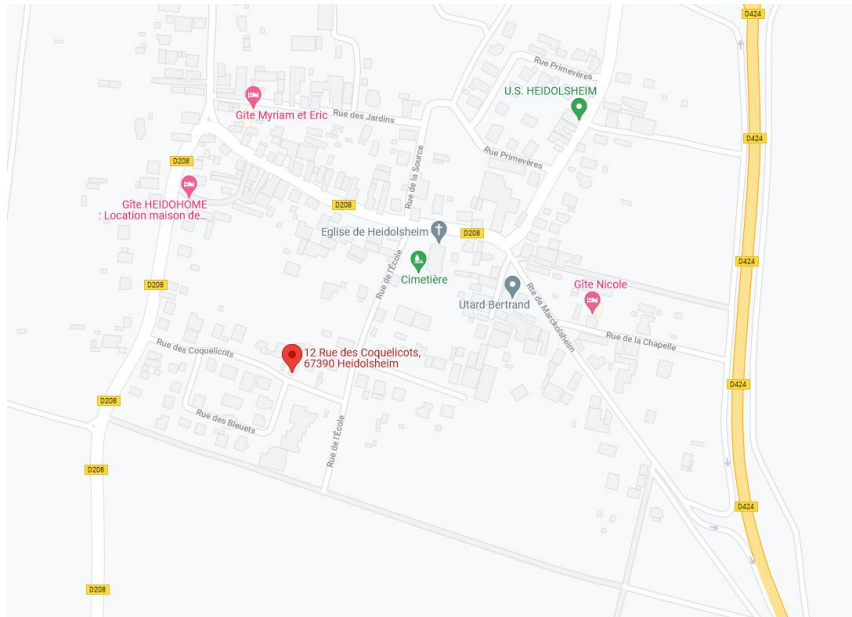 D424
Rue Primevères
U.S. HEIDOLSHEIM
Gite Myriam et Eric
Rue des Jardins
D424
Rue Primevères
D208
Rue de la Source
Gîte HEIDOHOME
: Location maison de...
D208
Eglise de Heidolsheim
D208
D424
Rue de l'École
Cimetière
D208
Utard Bertrand
Gîte Nicole
Rte de Marckolsheim
Rue de la Chapelle
Rue des Coquelicots
12 Rue des Coquelicots,
67390 Heidolsheim
D424
D208
Rue des Bleuets
Rue de l'École
D208
D424
D208